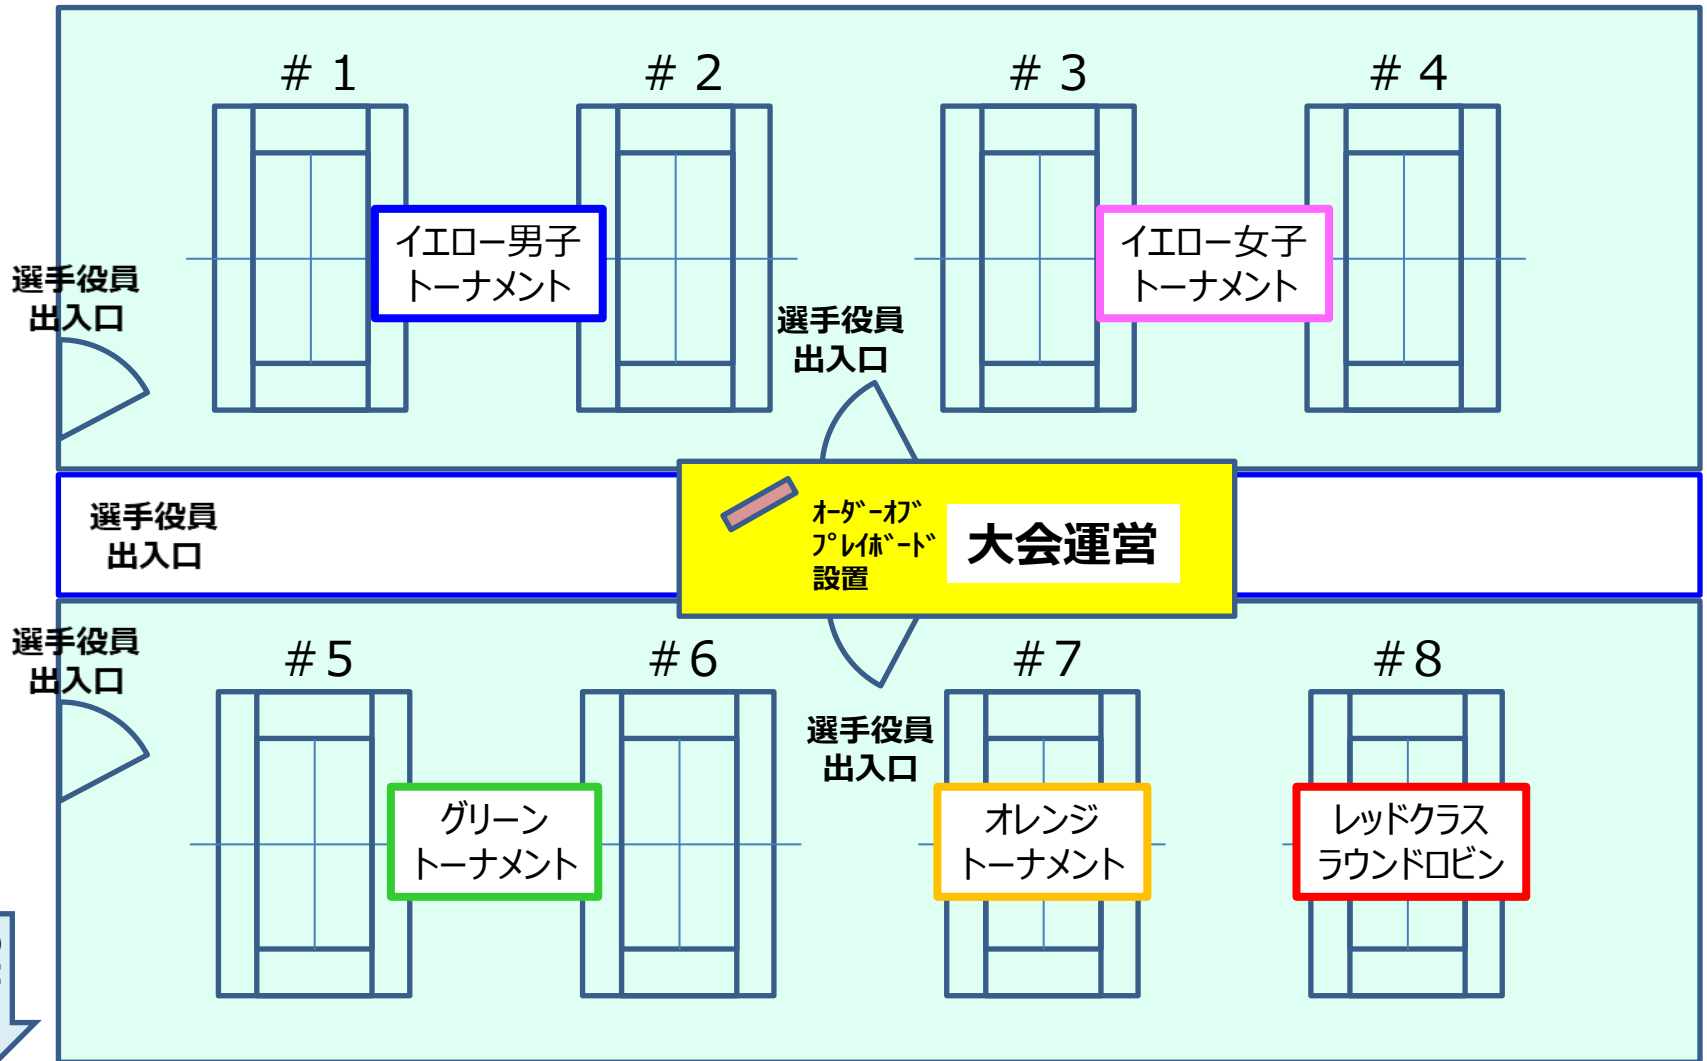 ＃１
＃２
＃３
＃４
イエロー男子
トーナメント
イエロー女子
トーナメント
選手役員
出入口
選手役員
出入口
選手役員
出入口
ｵｰﾀﾞｰｵﾌﾞ
ﾌﾟﾚｲﾎﾞｰﾄﾞ
設置
大会運営
選手役員
出入口
＃5
＃6
＃7
＃8
選手役員
出入口
グリーン
トーナメント
オレンジ
トーナメント
レッドクラス
ラウンドロビン